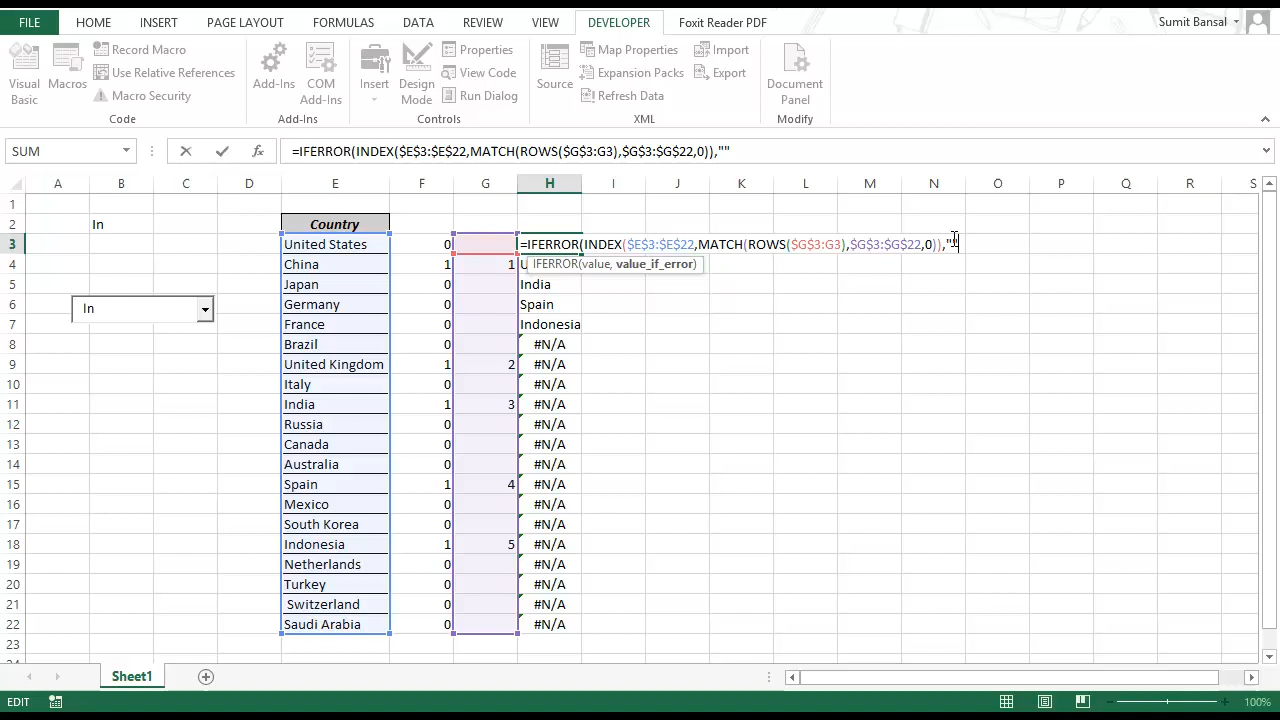 FILE HOME INSERT PAGE LAYOUT FORMULAS DATA REVIEW VIEW DEVELOPER Foxit Reader PDF Sumit Bansal
Visual Basic
Macros
Record Macro
Use Relative References
Macro Security
Code
Add-Ins
COM Add-Ins
Add-Ins
Insert
Design Mode
Properties
View Code
Run Dialog
Controls
Source
Map Properties
Expansion Packs
Refresh Data
Import
Export
XML
Document Panel
Modify
SUM fx =IFERROR(INDEX($E$3:$E$22,MATCH(ROWS($G$3:G3),$G$3:$G$22,0)),""
A B C D E F G H I J K L M N O P Q R S
1
2 In Country
3 United States 0 =IFERROR(INDEX($E$3:$E$22,MATCH(ROWS($G$3:G3),$G$3:$G$22,0)),""
4 China 1 1 U
IFERROR(value, value_if_error)
5 Japan 0 India
6 Germany 0 Spain
In
7 France 0 Indonesia
8 Brazil 0 #N/A
9 United Kingdom 1 2 #N/A
10 Italy 0 #N/A
11 India 1 3 #N/A
12 Russia 0 #N/A
13 Canada 0 #N/A
14 Australia 0 #N/A
15 Spain 1 4 #N/A
16 Mexico 0 #N/A
17 South Korea 0 #N/A
18 Indonesia 1 5 #N/A
19 Netherlands 0 #N/A
20 Turkey 0 #N/A
21 Switzerland 0 #N/A
22 Saudi Arabia 0 #N/A
23
Sheet1
EDIT 100%